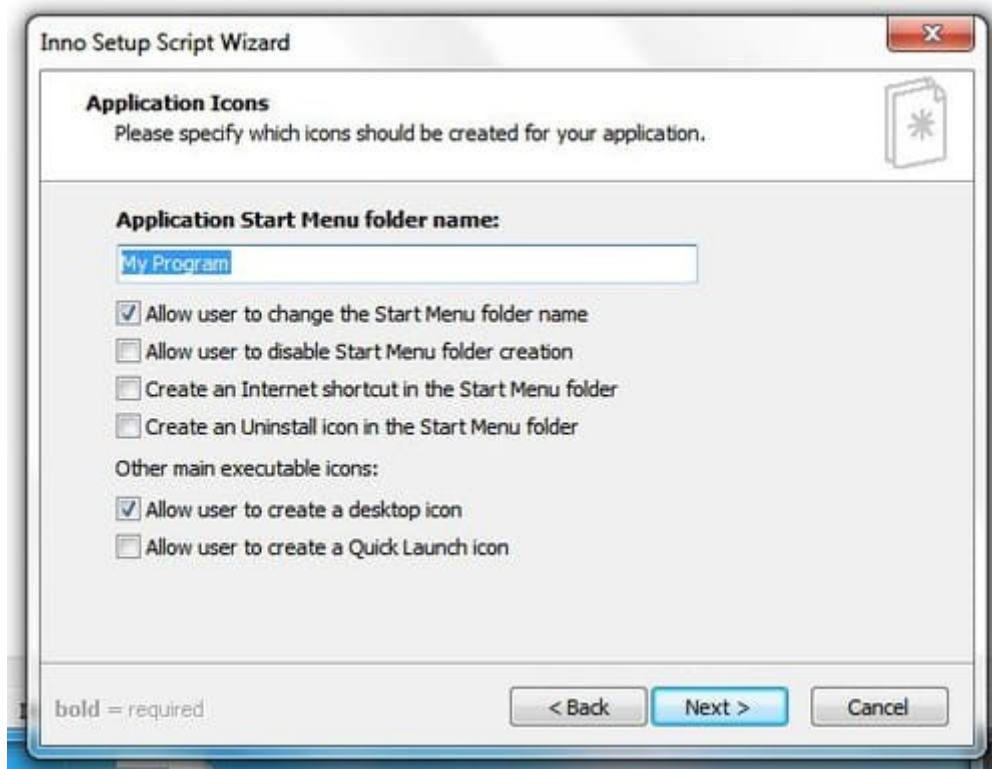 Inno Setup Script Wizard
Application Icons
Please specify which icons should be created for your application.
Application Start Menu folder name:
My Program
Allow user to change the Start Menu folder name
Allow user to disable Start Menu folder creation
Create an Internet shortcut in the Start Menu folder
Create an Uninstall icon in the Start Menu folder
Other main executable icons:
Allow user to create a desktop icon
Allow user to create a Quick Launch icon
bold = required
< Back
Next >
Cancel